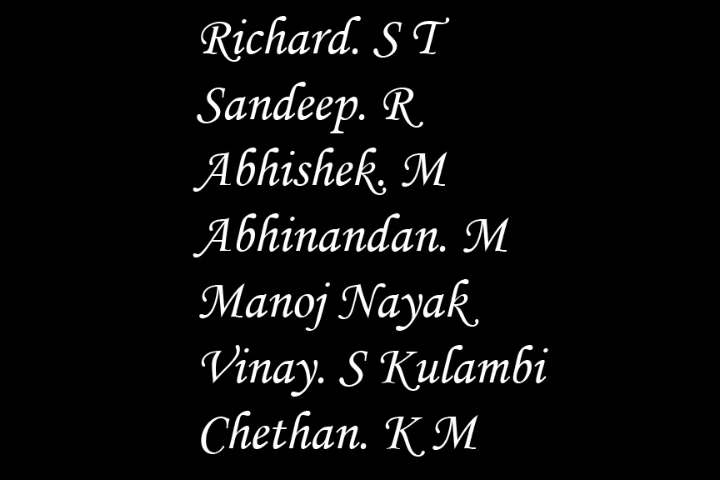 Richard. S T
Sandeep. R
Abhishek. M
Abhinandan. M
Manoj Nayak
Vinay. S Kulambi
Chethan. K M